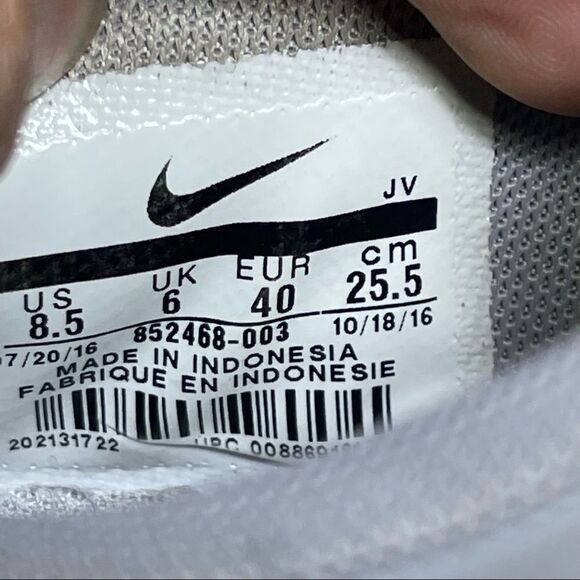 JV
US UK EUR cm
8.5 6 40 25.5
7/20/16 852468-003 10/18/16
MADE IN INDONESIA
FABRIQUE EN INDONESIE
202131722 UPC